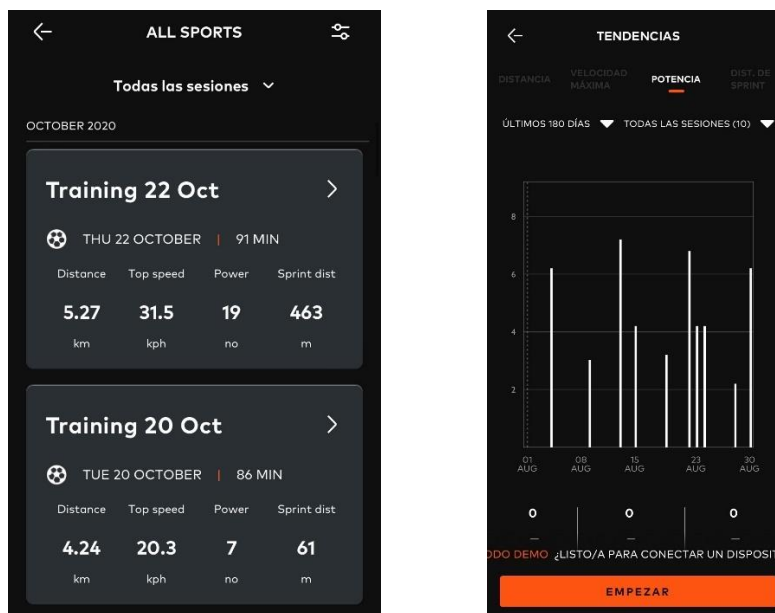 ALL SPORTS
Todas las sesiones
OCTOBER 2020
Training 22 Oct
THU 22 OCTOBER | 91 MIN
Distance Top speed Power Sprint dist
5.27 31.5 19 463
km kph no m
Training 20 Oct
TUE 20 OCTOBER | 86 MIN
Distance Top speed Power Sprint dist
4.24 20.3 7 61
km kph no m
TENDENCIAS
DISTANCIA VELOCIDAD MÁXIMA POTENCIA DIST. DE SPRINT
ÚLTIMOS 180 DÍAS TODAS LAS SESIONES (10)
8
6
4
2
01 08 15 23 30
AUG AUG AUG AUG AUG
0 0 0
— — —
ODO DEMO ¿LISTO/A PARA CONECTAR UN DISPOSIT
EMPEZAR